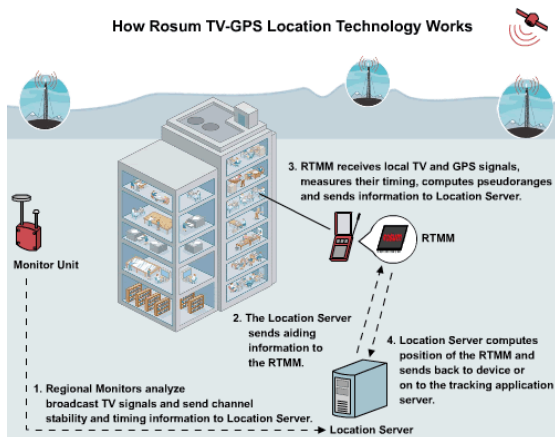 How Rosum TV-GPS Location Technology Works
3. RTMM receives local TV and GPS signals,
measures their timing, computes pseudoranges
and sends information to Location Server.
RTMM
Monitor Unit
2. The Location Server
sends aiding
information to
the RTMM.
4. Location Server computes
position of the RTMM and
sends back to device or
on to the tracking application
server.
1. Regional Monitors analyze
broadcast TV signals and send channel
stability and timing information to Location Server.
Location Server